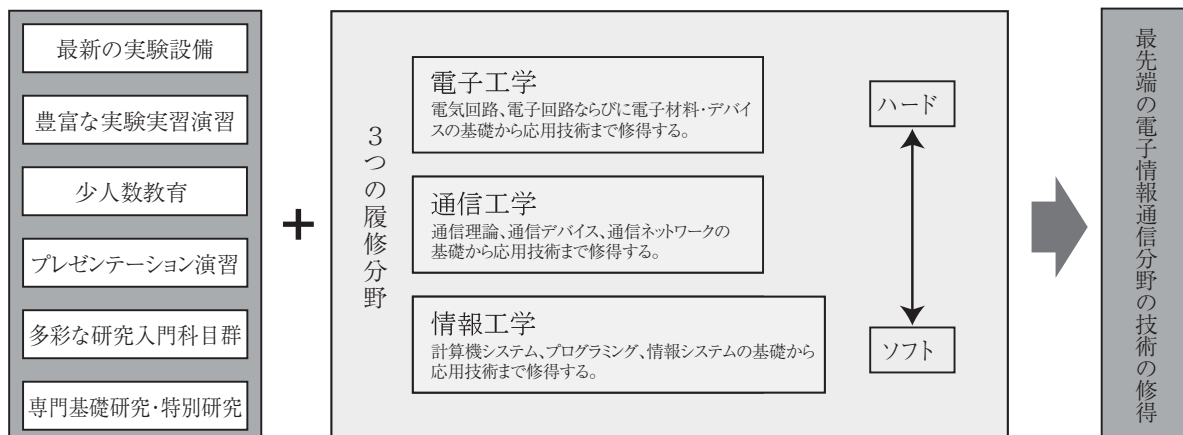 最新の実験設備
豊富な実験実習演習
少人数教育
プレゼンテーション演習
多彩な研究入門科目群
専門基礎研究・特別研究
+
3つの履修分野
電子工学
電気回路、電子回路ならびに電子材料・デバイ
スの基礎から応用技術まで修得する。
通信工学
通信理論、通信デバイス、通信ネットワークの
基礎から応用技術まで修得する。
情報工学
計算機システム、プログラミング、情報システムの基礎から
応用技術まで修得する。
ハード
ソフト
最先端の電子情報通信分野の技術の修得